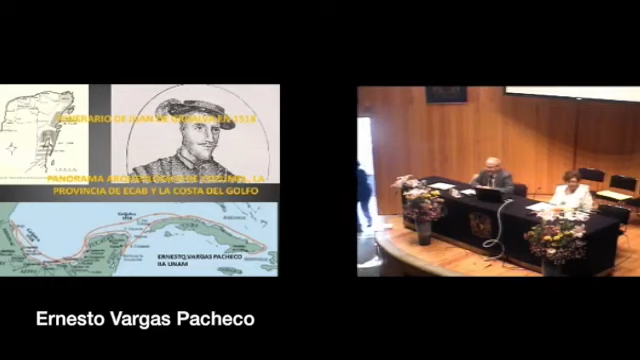 ITINERARIO DE JUAN DE GRIJALVA EN 1518
PANORAMA ARQUEOLÓGICO DE COZUMEL, LA
PROVINCIA DE ECAB Y LA COSTA DEL GOLFO
ERNESTO VARGAS PACHECO
IIA UNAM
Ernesto Vargas Pacheco